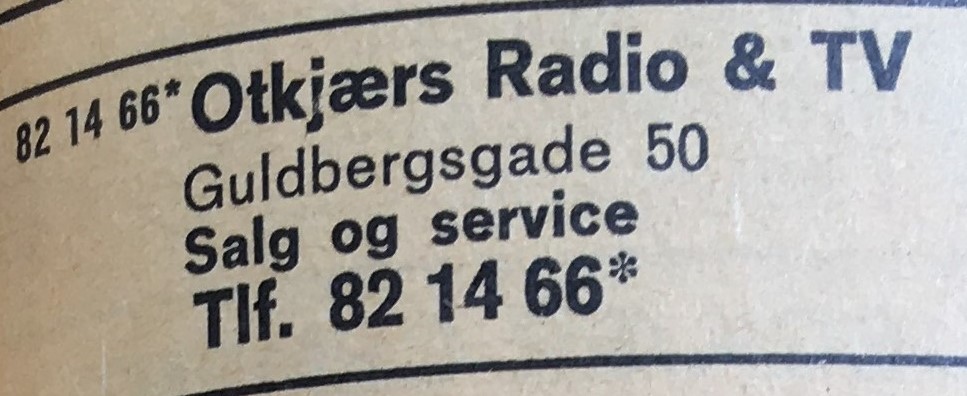 82 14 66* Otkjærs Radio & TV
Guldbergsgade 50
Salg og service
Tlf. 82 14 66*